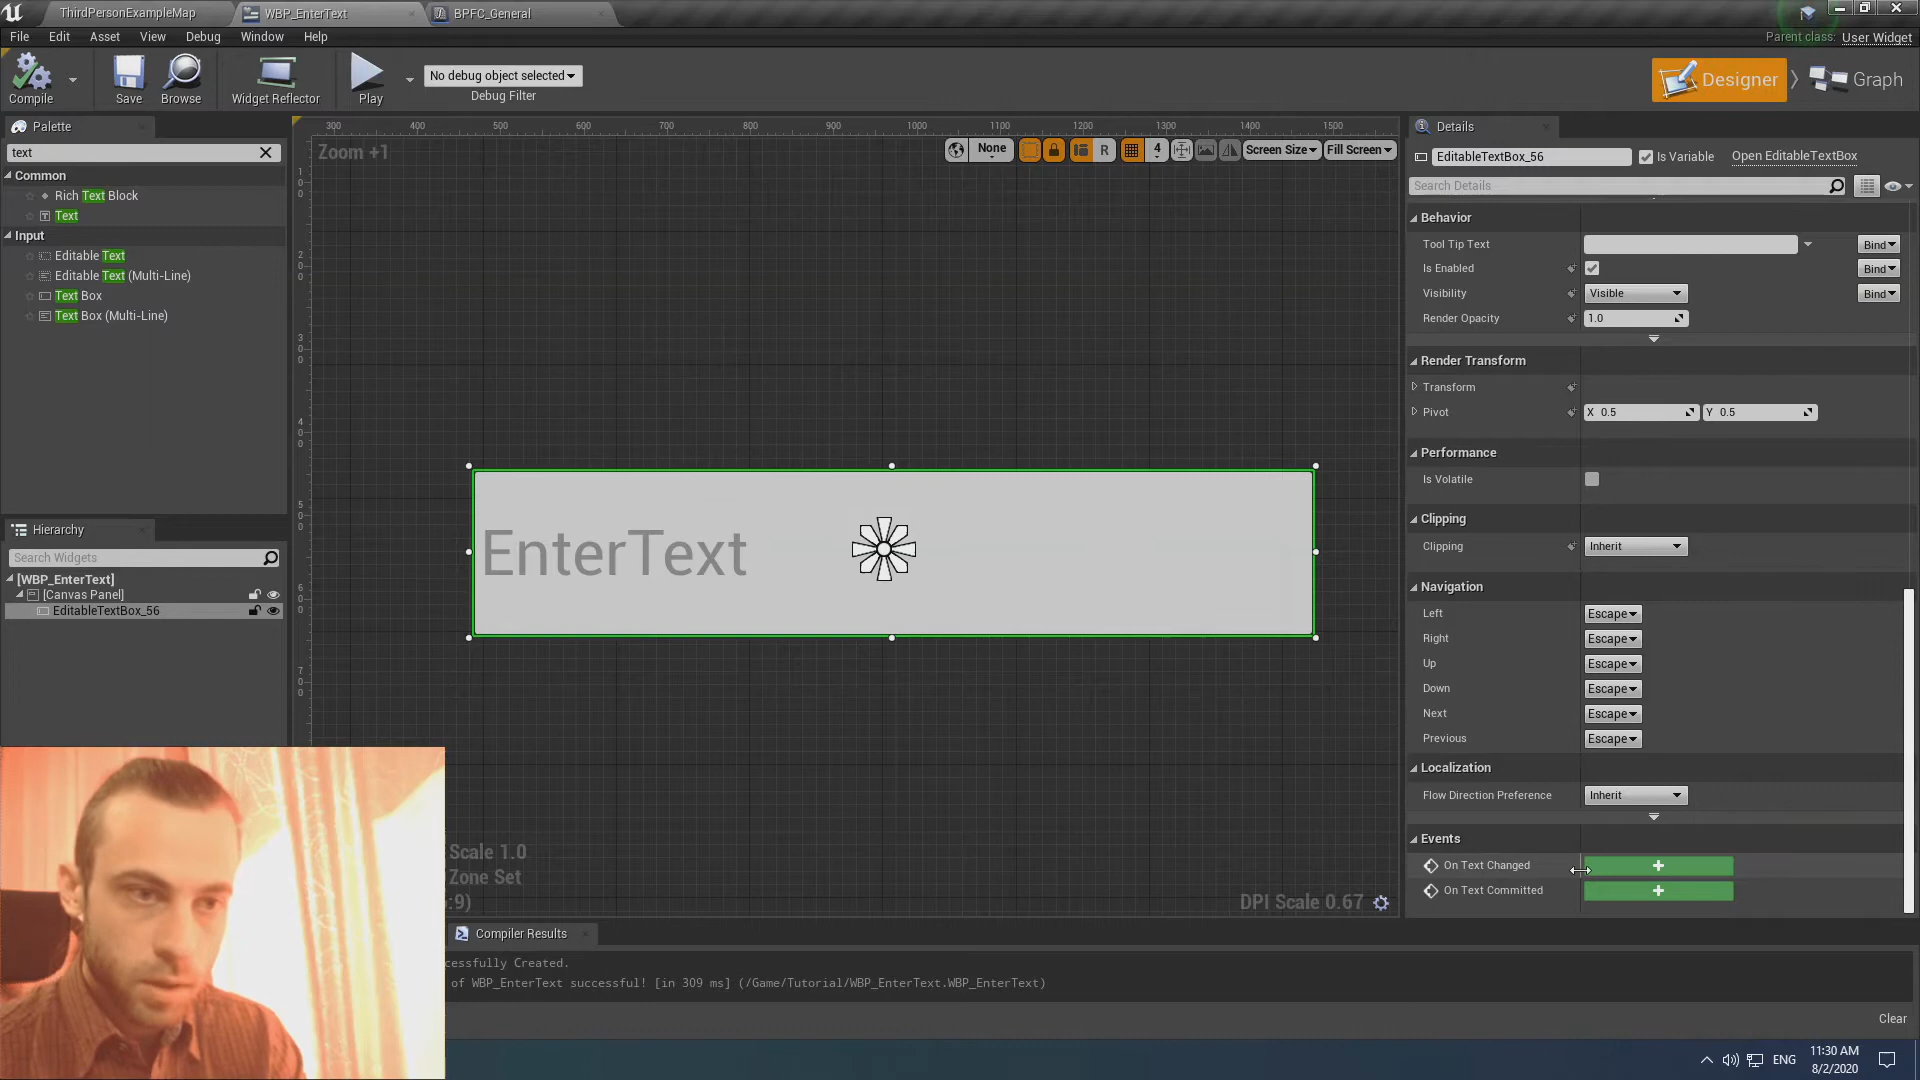 ThirdPersonExampleMap
WBP_EnterText
BPFC_General
File Edit Asset View Debug Window Help
Parent class: User Widget
Compile
Save
Browse
Widget Reflector
Play
No debug object selected
Debug Filter
Designer
Graph
Palette
text
Common
Rich Text Block
Text
Input
Editable Text
Editable Text (Multi-Line)
Text Box
Text Box (Multi-Line)
Hierarchy
Search Widgets
[WBP_EnterText]
[Canvas Panel]
EditableTextBox_56
300 400 500 600 700 800 900 1000 1100 1200 1300 1400 1500
Zoom +1
None
R
4
Screen Size
Fill Screen
100
200
300
400
500
600
700
EnterText
Scale 1.0
Zone Set
:9)
DPI Scale 0.67
Details
EditableTextBox_56
Is Variable
Open EditableTextBox
Search Details
Behavior
Tool Tip Text
Bind
Is Enabled
Bind
Visibility
Visible
Bind
Render Opacity
1.0
Render Transform
Transform
Pivot
X 0.5
Y 0.5
Performance
Is Volatile
Clipping
Clipping
Inherit
Navigation
Left
Escape
Right
Escape
Up
Escape
Down
Escape
Next
Escape
Previous
Escape
Localization
Flow Direction Preference
Inherit
Events
On Text Changed
On Text Committed
Compiler Results
cessfully Created.
of WBP_EnterText successful! [in 309 ms] (/Game/Tutorial/WBP_EnterText.WBP_EnterText)
Clear
ENG
11:30 AM
8/2/2020